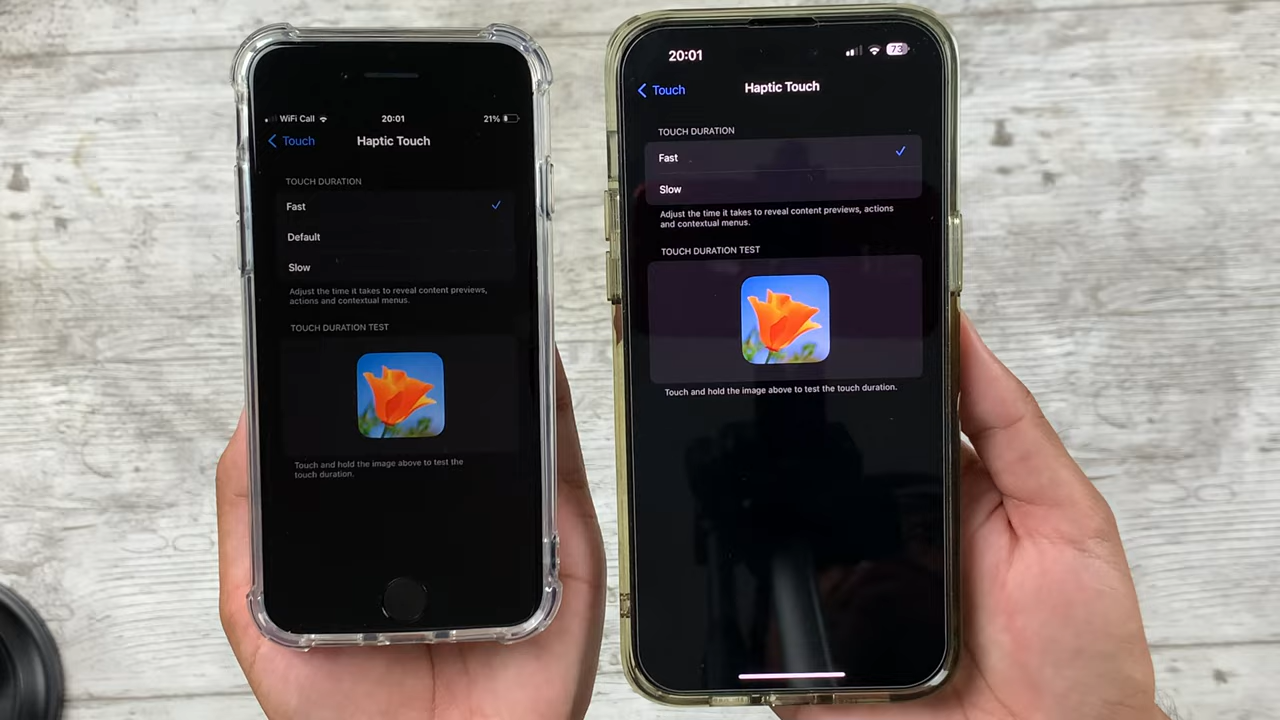 WiFi Call 20:01 21%
Touch Haptic Touch
TOUCH DURATION
Fast
Default
Slow
Adjust the time it takes to reveal content previews,
actions and contextual menus.
TOUCH DURATION TEST
Touch and hold the image above to test the
touch duration.
20:01 73
Touch Haptic Touch
TOUCH DURATION
Fast
Slow
Adjust the time it takes to reveal content previews, actions
and contextual menus.
TOUCH DURATION TEST
Touch and hold the image above to test the touch duration.